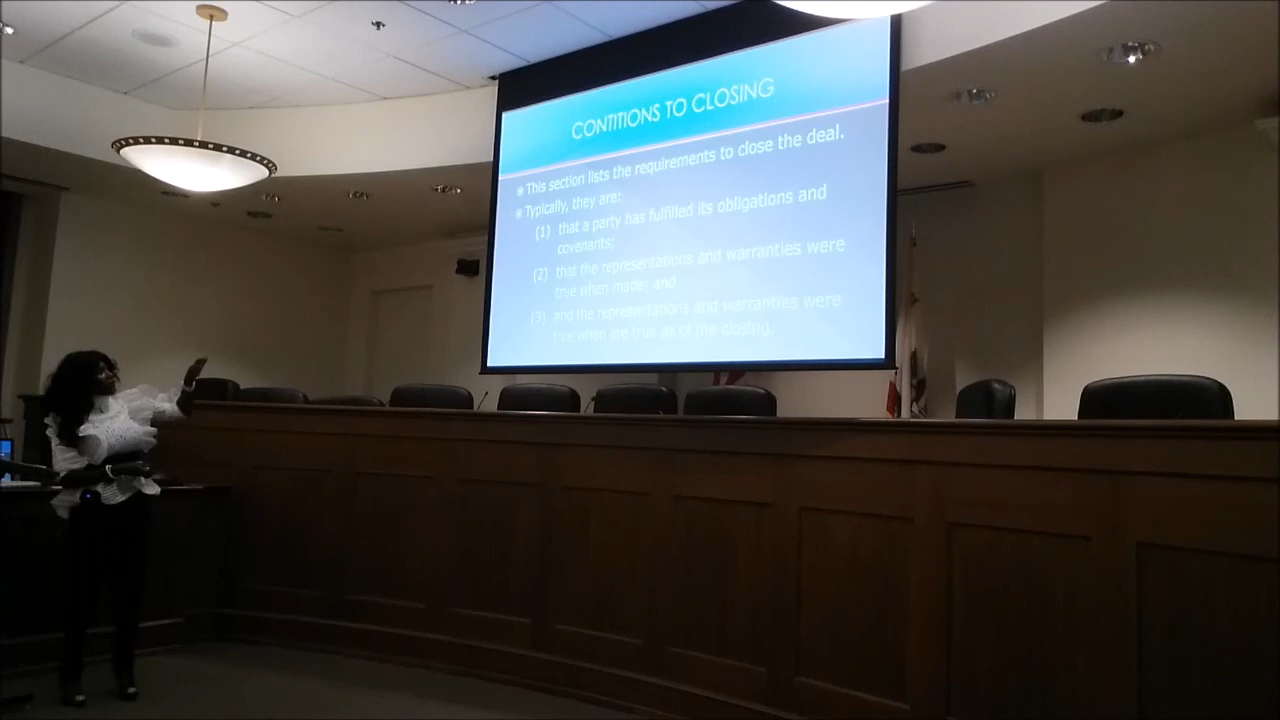 CONTITIONS TO CLOSING
This section lists the requirements to close the deal.
Typically, they are:
(1) that a party has fulfilled its obligations and
covenants;
(2) that the representations and warranties were
true when made; and
(3) and the representations and warranties were
true when are true as of the closing.